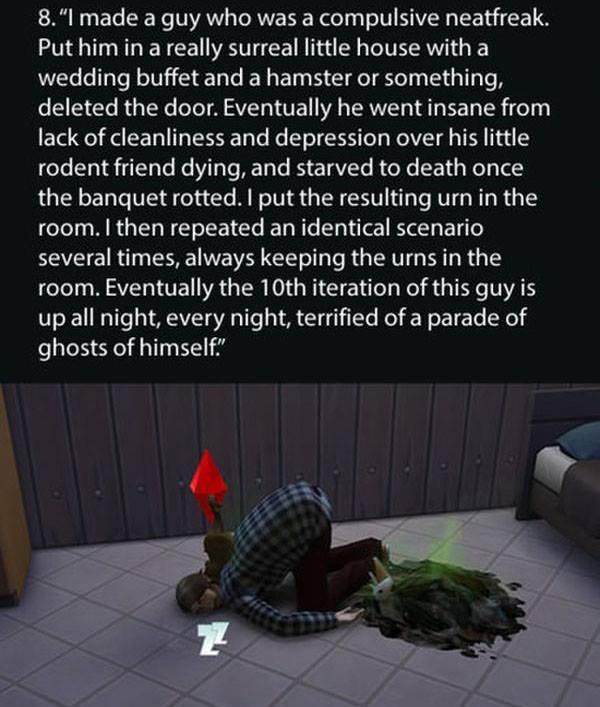 8. “I made a guy who was a compulsive neatfreak.
Put him in a really surreal little house with a
wedding buffet and a hamster or something,
deleted the door. Eventually he went insane from
lack of cleanliness and depression over his little
rodent friend dying, and starved to death once
the banquet rotted. I put the resulting urn in the
room. I then repeated an identical scenario
several times, always keeping the urns in the
room. Eventually the 10th iteration of this guy is
up all night, every night, terrified of a parade of
ghosts of himself.”
ZZ